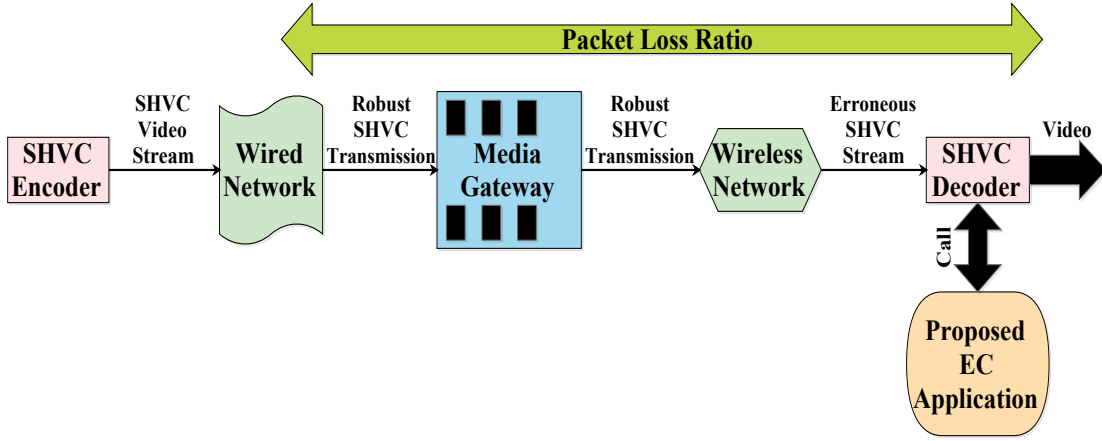 Packet Loss Ratio
SHVC
Encoder
SHVC
Video
Stream
Wired
Network
Robust
SHVC
Transmission
Media
Gateway
Robust
SHVC
Transmission
Wireless
Network
Erroneous
SHVC
Stream
SHVC
Decoder
Video
Call
Proposed
EC
Application